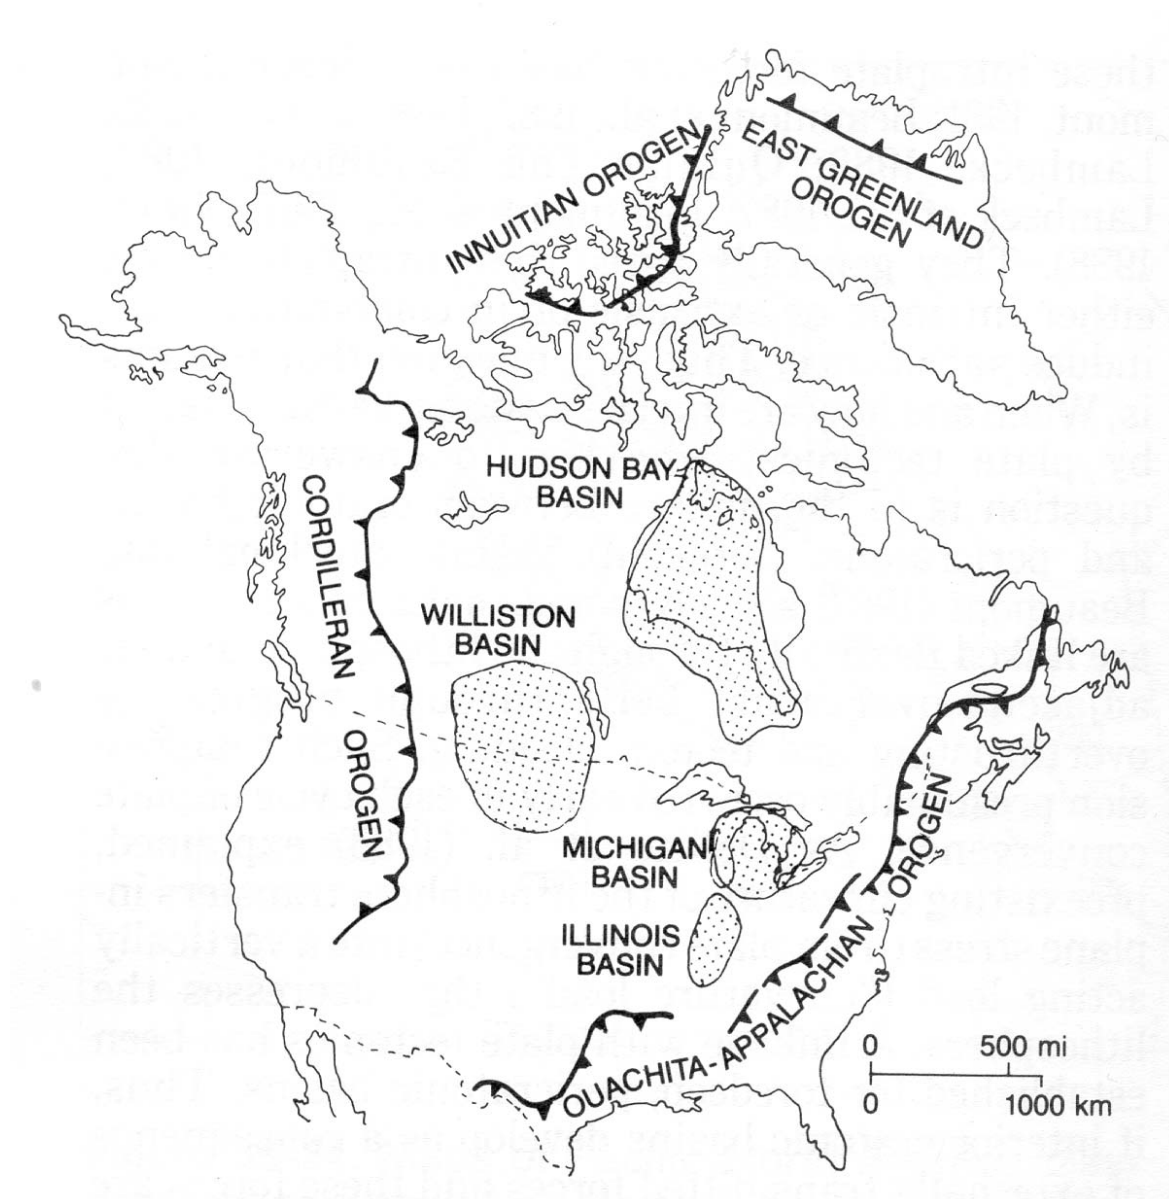 INNUITIAN OROGEN
EAST GREENLAND
OROGEN
HUDSON BAY
BASIN
CORDILLERAN
OROGEN
WILLISTON
BASIN
MICHIGAN
BASIN
ILLINOIS
BASIN
OUACHITA-APPALACHIAN OROGEN
0 500 mi
0 1000 km